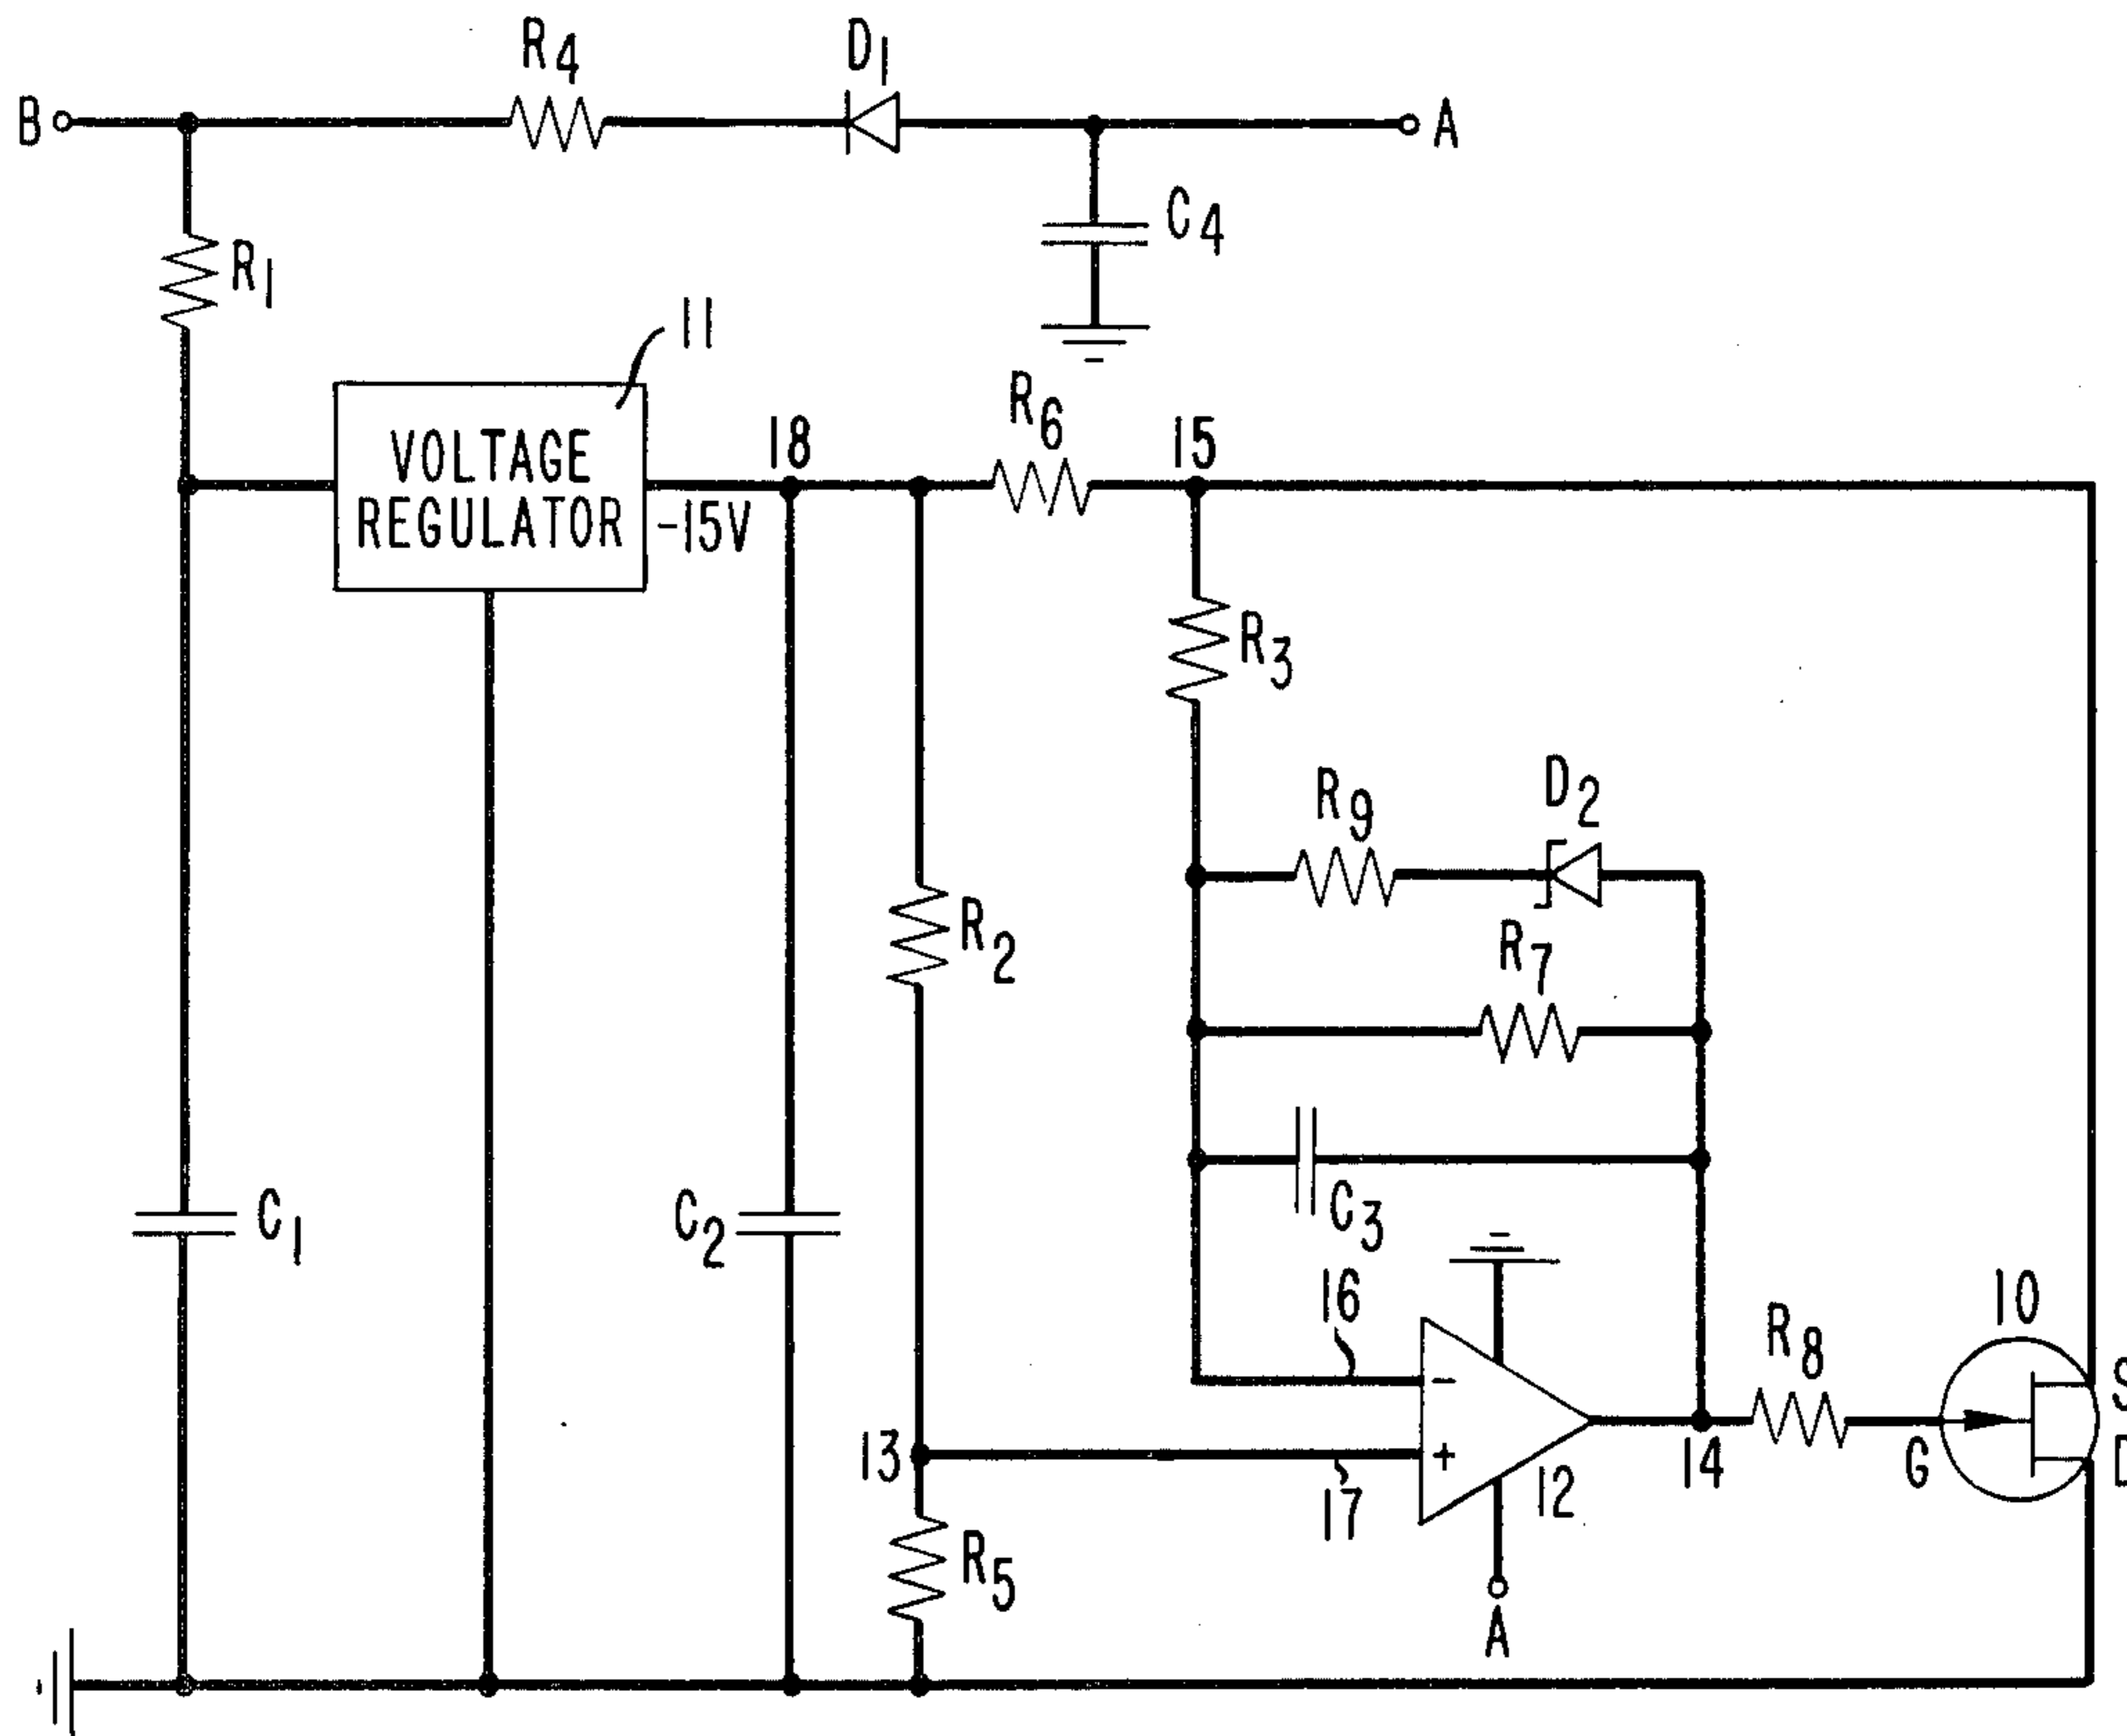 R4
D1
B
A
C4
R1
11
VOLTAGE
REGULATOR
-15V
18
R6
15
R3
R9
D2
R2
R7
C1
C2
C3
16
10
R8
S
-
13
+
17
12
14
G
D
R5
A